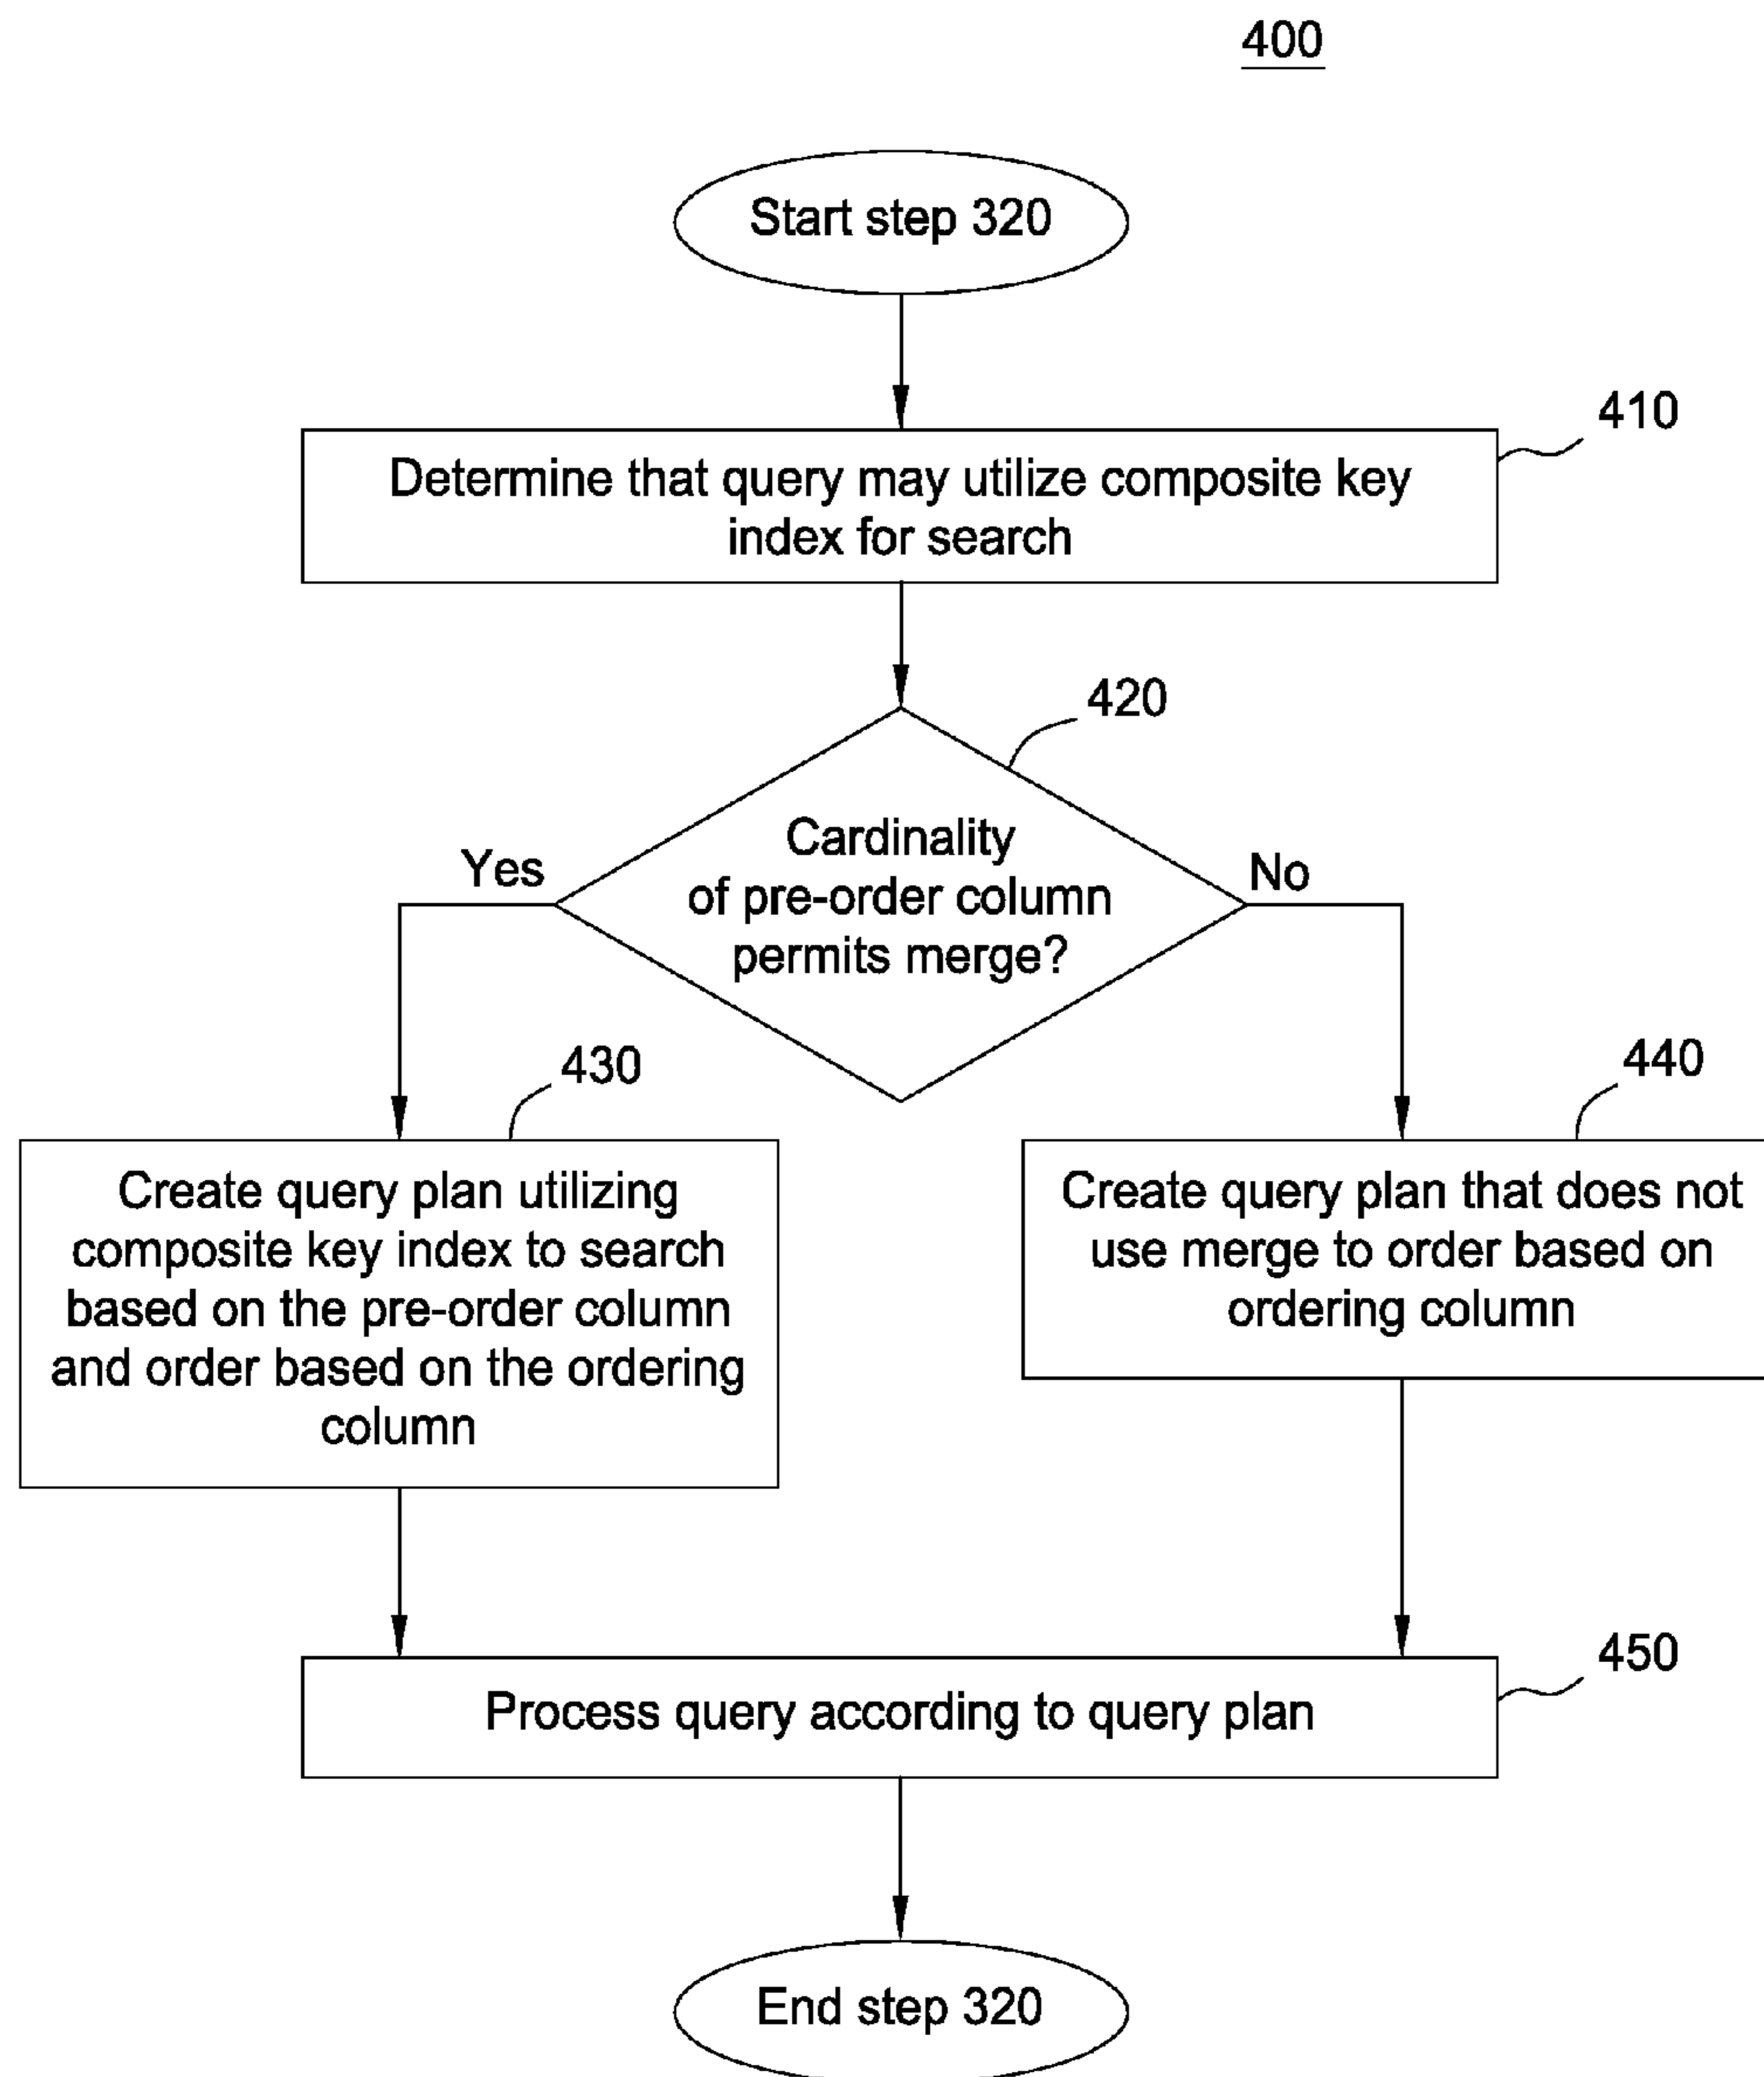 400
Start step 320
410
Determine that query may utilize composite key
index for search
420
Cardinality
of pre-order column
permits merge?
Yes
No
430
Create query plan utilizing
composite key index to search
based on the pre-order column
and order based on the ordering
column
440
Create query plan that does not
use merge to order based on
ordering column
450
Process query according to query plan
End step 320